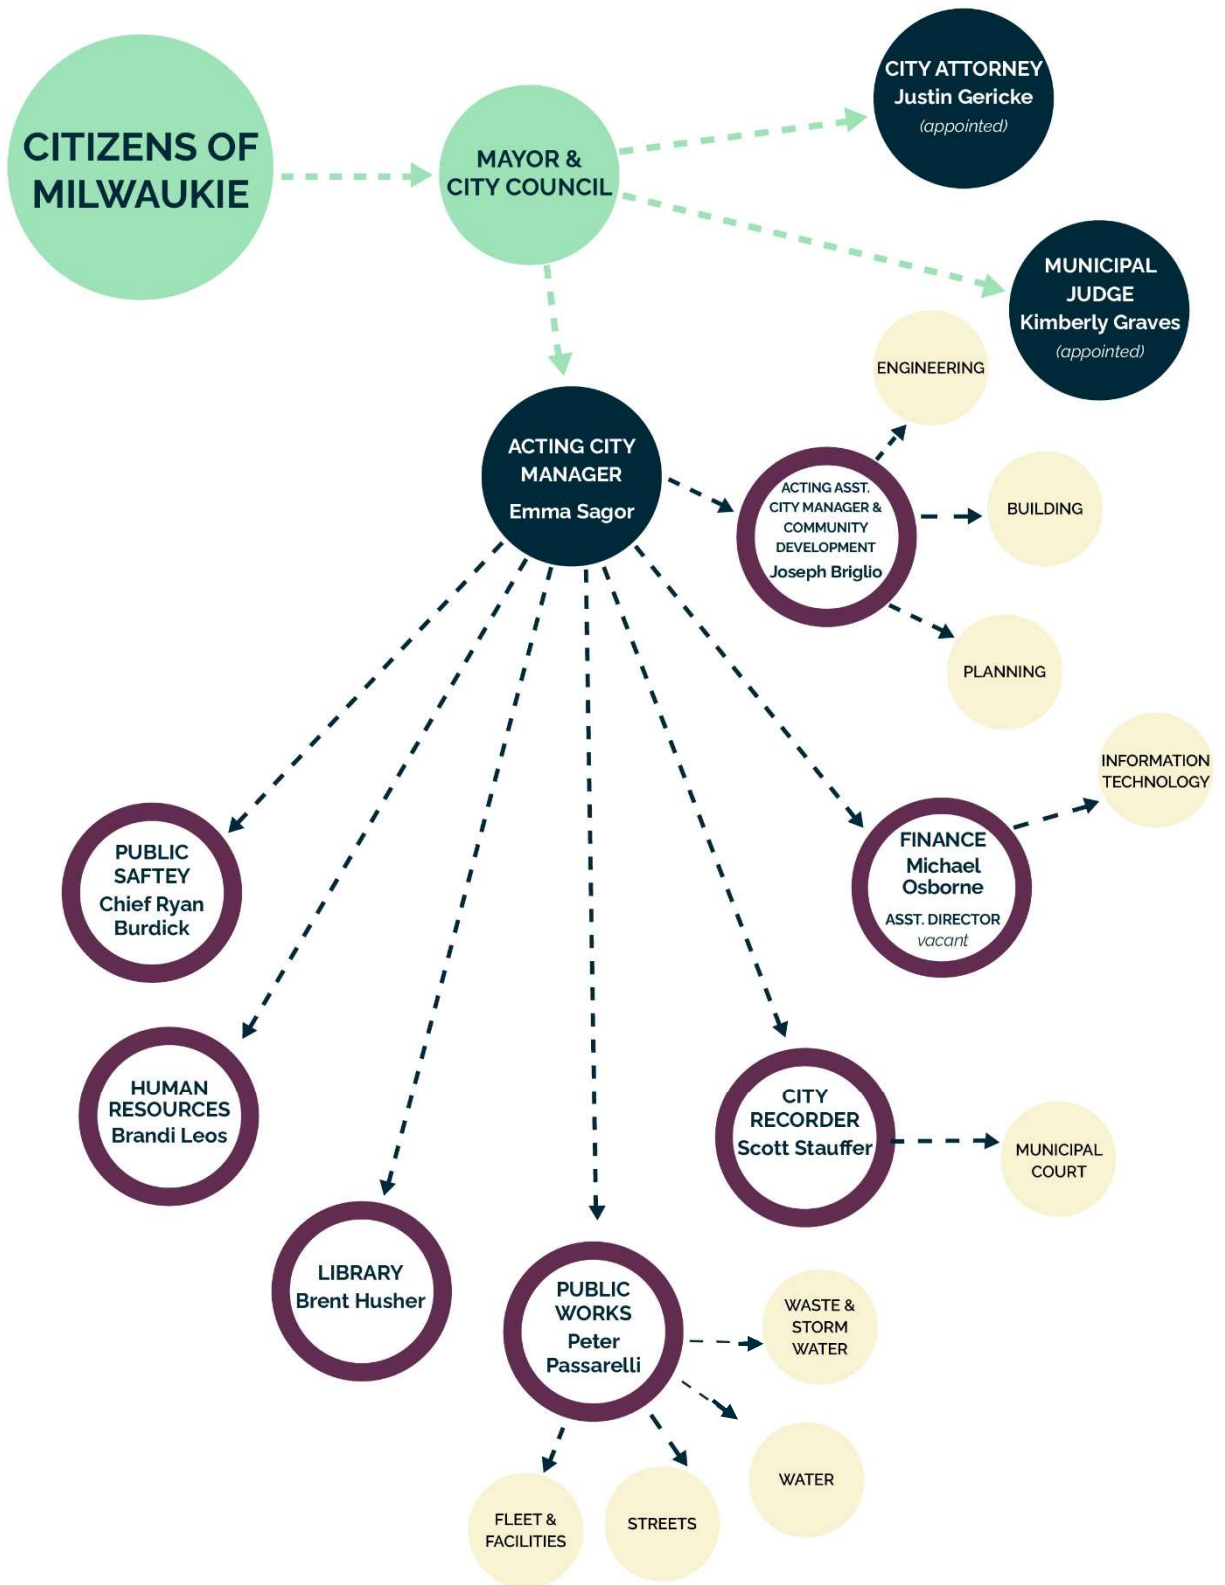 CITIZENS OF
MILWAUKIE
MAYOR &
CITY COUNCIL
CITY ATTORNEY
Justin Gericke
(appointed)
MUNICIPAL
JUDGE
Kimberly Graves
(appointed)
ACTING CITY
MANAGER
Emma Sagor
ACTING ASST.
CITY MANAGER &
COMMUNITY
DEVELOPMENT
Joseph Briglio
ENGINEERING
BUILDING
PLANNING
INFORMATION
TECHNOLOGY
FINANCE
Michael
Osborne
ASST. DIRECTOR
vacant
PUBLIC
SAFTEY
Chief Ryan
Burdick
HUMAN
RESOURCES
Brandi Leos
CITY
RECORDER
Scott Stauffer
MUNICIPAL
COURT
LIBRARY
Brent Husher
PUBLIC
WORKS
Peter
Passarelli
WASTE &
STORM
WATER
WATER
STREETS
FLEET &
FACILITIES